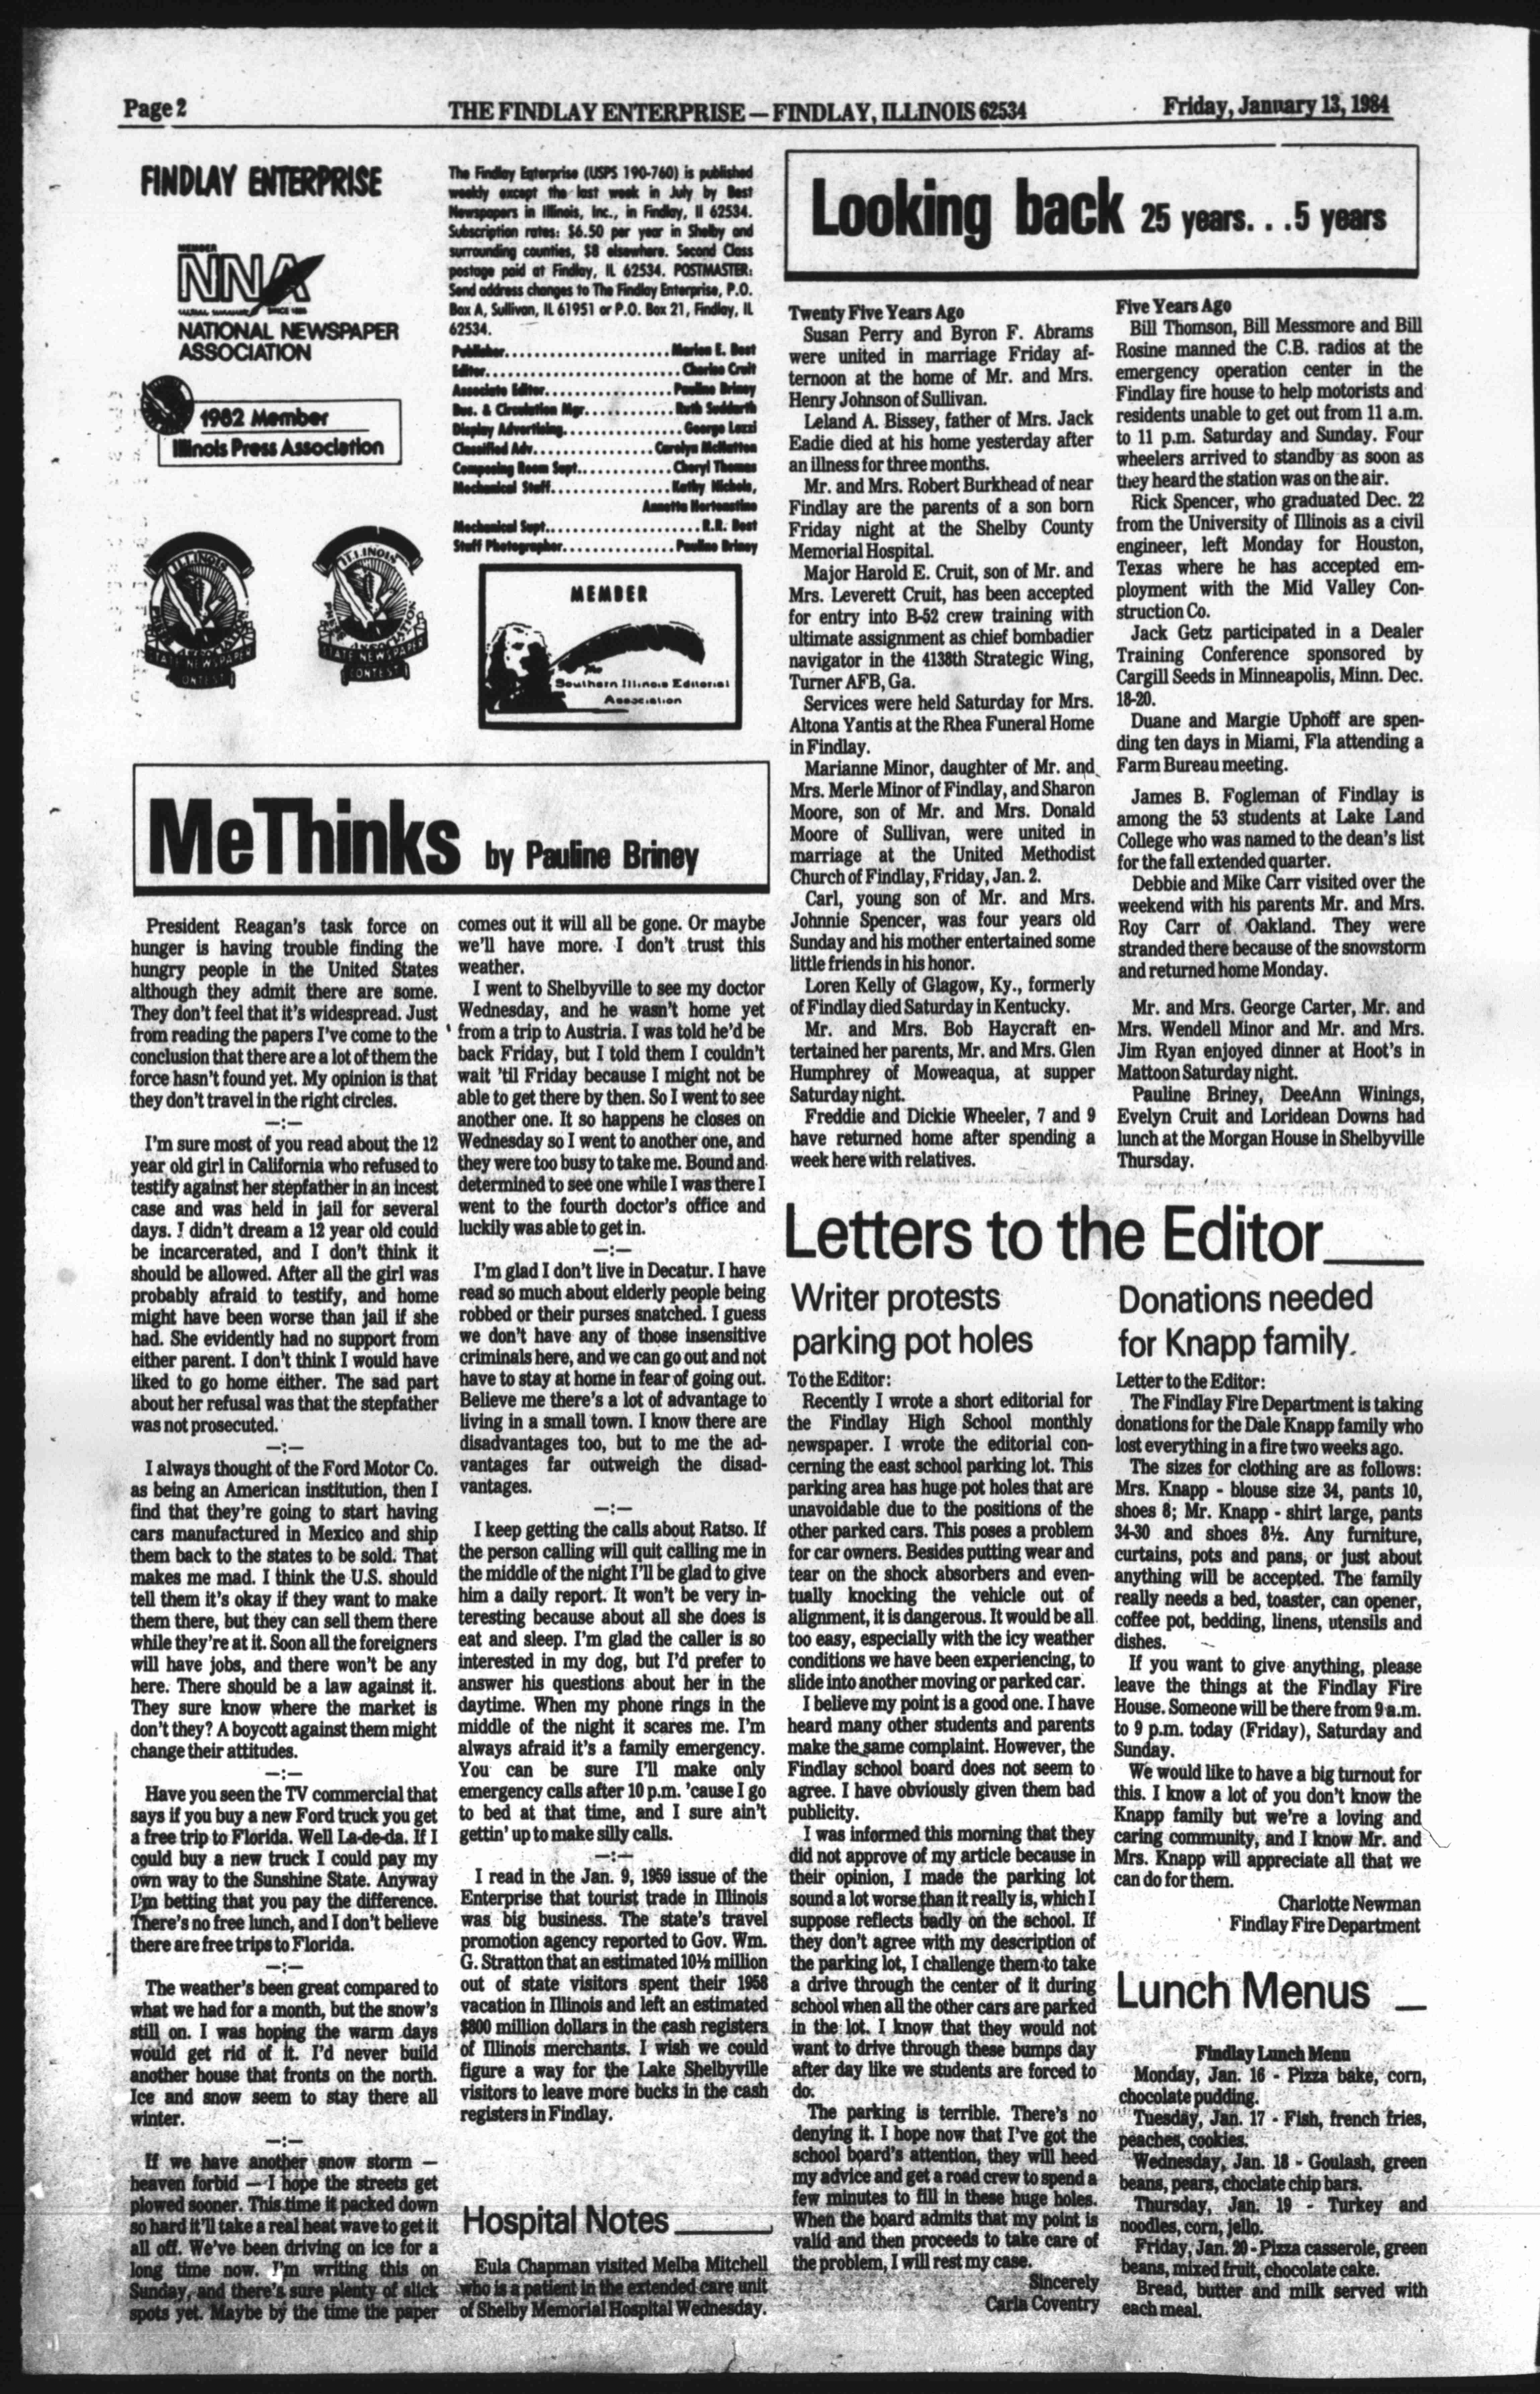 Page 2
THE FINDLAY ENTERPRISE — FINDLAY, ILLINOIS 62534
Friday, January 13, 1984
FINDLAY ENTERPRISE
MEMBER
NNA
SINCE 1885
NATIONAL NEWSPAPER
ASSOCIATION
1982 Member
Illinois Press Association
ILLINOIS
PRESS ASSOCIATION
STATE NEWSPAPER
CONTEST
ILLINOIS
PRESS ASSOCIATION
STATE NEWSPAPER
CONTEST
The Findlay Enterprise (USPS 190-760) is published
weekly except the last week in July by Best
Newspapers in Illinois, Inc., in Findlay, Il 62534.
Subscription rates: $6.50 per year in Shelby and
surrounding counties, $8 elsewhere. Second Class
postage paid at Findlay, IL 62534. POSTMASTER:
Send address changes to The Findlay Enterprise, P.O.
Box A, Sullivan, IL 61951 or P.O. Box 21, Findlay, IL
62534.
Publisher......................Marion E. Best
Editor..........................Charlee Cruit
Associate Editor.................Pauline Briney
Bus. & Circulation Mgr............Ruth Suddarth
Display Advertising................George Lozzi
Classified Adv................Carolyn McNutton
Composing Room Supt.............Cheryl Thomas
Mechanical Staff................Kathy Nichols,
Annetta Hortenstine
Mechanical Supt.....................R.R. Best
Staff Photographer...............Pauline Briney
MEMBER
The
Southern Illinois Editorial
Association
MeThinks by Pauline Briney
President Reagan's task force on
hunger is having trouble finding the
hungry people in the United States
although they admit there are some.
They don't feel that it's widespread. Just
from reading the papers I've come to the
conclusion that there are a lot of them the
force hasn't found yet. My opinion is that
they don't travel in the right circles.
—:—
I'm sure most of you read about the 12
year old girl in California who refused to
testify against her stepfather in an incest
case and was held in jail for several
days. I didn't dream a 12 year old could
be incarcerated, and I don't think it
should be allowed. After all the girl was
probably afraid to testify, and home
might have been worse than jail if she
had. She evidently had no support from
either parent. I don't think I would have
liked to go home either. The sad part
about her refusal was that the stepfather
was not prosecuted.
—:—
I always thought of the Ford Motor Co.
as being an American institution, then I
find that they're going to start having
cars manufactured in Mexico and ship
them back to the states to be sold. That
makes me mad. I think the U.S. should
tell them it's okay if they want to make
them there, but they can sell them there
while they're at it. Soon all the foreigners
will have jobs, and there won't be any
here. There should be a law against it.
They sure know where the market is
don't they? A boycott against them might
change their attitudes.
—:—
Have you seen the TV commercial that
says if you buy a new Ford truck you get
a free trip to Florida. Well La-de-da. If I
could buy a new truck I could pay my
own way to the Sunshine State. Anyway
I'm betting that you pay the difference.
There's no free lunch, and I don't believe
there are free trips to Florida.
—:—
The weather's been great compared to
what we had for a month, but the snow's
still on. I was hoping the warm days
would get rid of it. I'd never build
another house that fronts on the north.
Ice and snow seem to stay there all
winter.
—:—
If we have another snow storm —
heaven forbid — I hope the streets get
plowed sooner. This time it packed down
so hard it'll take a real heat wave to get it
all off. We've been driving on ice for a
long time now. I'm writing this on
Sunday, and there's sure plenty of slick
spots yet. Maybe by the time the paper
comes out it will all be gone. Or maybe
we'll have more. I don't trust this
weather.
I went to Shelbyville to see my doctor
Wednesday, and he wasn't home yet
from a trip to Austria. I was told he'd be
back Friday, but I told them I couldn't
wait 'til Friday because I might not be
able to get there by then. So I went to see
another one. It so happens he closes on
Wednesday so I went to another one, and
they were too busy to take me. Bound and
determined to see one while I was there I
went to the fourth doctor's office and
luckily was able to get in.
—:—
I'm glad I don't live in Decatur. I have
read so much about elderly people being
robbed or their purses snatched. I guess
we don't have any of those insensitive
criminals here, and we can go out and not
have to stay at home in fear of going out.
Believe me there's a lot of advantage to
living in a small town. I know there are
disadvantages too, but to me the ad-
vantages far outweigh the disad-
vantages.
—:—
I keep getting the calls about Ratso. If
the person calling will quit calling me in
the middle of the night I'll be glad to give
him a daily report. It won't be very in-
teresting because about all she does is
eat and sleep. I'm glad the caller is so
interested in my dog, but I'd prefer to
answer his questions about her in the
daytime. When my phone rings in the
middle of the night it scares me. I'm
always afraid it's a family emergency.
You can be sure I'll make only
emergency calls after 10 p.m. 'cause I go
to bed at that time, and I sure ain't
gettin' up to make silly calls.
—:—
I read in the Jan. 9, 1959 issue of the
Enterprise that tourist trade in Illinois
was big business. The state's travel
promotion agency reported to Gov. Wm.
G. Stratton that an estimated 10½ million
out of state visitors spent their 1958
vacation in Illinois and left an estimated
$800 million dollars in the cash registers
of Illinois merchants. I wish we could
figure a way for the Lake Shelbyville
visitors to leave more bucks in the cash
registers in Findlay.
Hospital Notes
Eula Chapman visited Melba Mitchell
who is a patient in the extended care unit
of Shelby Memorial Hospital Wednesday.
Looking back 25 years. . .5 years
Twenty Five Years Ago
Susan Perry and Byron F. Abrams
were united in marriage Friday af-
ternoon at the home of Mr. and Mrs.
Henry Johnson of Sullivan.
Leland A. Bissey, father of Mrs. Jack
Eadie died at his home yesterday after
an illness for three months.
Mr. and Mrs. Robert Burkhead of near
Findlay are the parents of a son born
Friday night at the Shelby County
Memorial Hospital.
Major Harold E. Cruit, son of Mr. and
Mrs. Leverett Cruit, has been accepted
for entry into B-52 crew training with
ultimate assignment as chief bombadier
navigator in the 4138th Strategic Wing,
Turner AFB, Ga.
Services were held Saturday for Mrs.
Altona Yantis at the Rhea Funeral Home
in Findlay.
Marianne Minor, daughter of Mr. and
Mrs. Merle Minor of Findlay, and Sharon
Moore, son of Mr. and Mrs. Donald
Moore of Sullivan, were united in
marriage at the United Methodist
Church of Findlay, Friday, Jan. 2.
Carl, young son of Mr. and Mrs.
Johnnie Spencer, was four years old
Sunday and his mother entertained some
little friends in his honor.
Loren Kelly of Glagow, Ky., formerly
of Findlay died Saturday in Kentucky.
Mr. and Mrs. Bob Haycraft en-
tertained her parents, Mr. and Mrs. Glen
Humphrey of Moweaqua, at supper
Saturday night.
Freddie and Dickie Wheeler, 7 and 9
have returned home after spending a
week here with relatives.
Five Years Ago
Bill Thomson, Bill Messmore and Bill
Rosine manned the C.B. radios at the
emergency operation center in the
Findlay fire house to help motorists and
residents unable to get out from 11 a.m.
to 11 p.m. Saturday and Sunday. Four
wheelers arrived to standby as soon as
they heard the station was on the air.
Rick Spencer, who graduated Dec. 22
from the University of Illinois as a civil
engineer, left Monday for Houston,
Texas where he has accepted em-
ployment with the Mid Valley Con-
struction Co.
Jack Getz participated in a Dealer
Training Conference sponsored by
Cargill Seeds in Minneapolis, Minn. Dec.
18-20.
Duane and Margie Uphoff are spen-
ding ten days in Miami, Fla attending a
Farm Bureau meeting.
James B. Fogleman of Findlay is
among the 53 students at Lake Land
College who was named to the dean's list
for the fall extended quarter.
Debbie and Mike Carr visited over the
weekend with his parents Mr. and Mrs.
Roy Carr of Oakland. They were
stranded there because of the snowstorm
and returned home Monday.
Mr. and Mrs. George Carter, Mr. and
Mrs. Wendell Minor and Mr. and Mrs.
Jim Ryan enjoyed dinner at Hoot's in
Mattoon Saturday night.
Pauline Briney, DeeAnn Winings,
Evelyn Cruit and Loridean Downs had
lunch at the Morgan House in Shelbyville
Thursday.
Letters to the Editor
Writer protests
parking pot holes
To the Editor:
Recently I wrote a short editorial for
the Findlay High School monthly
newspaper. I wrote the editorial con-
cerning the east school parking lot. This
parking area has huge pot holes that are
unavoidable due to the positions of the
other parked cars. This poses a problem
for car owners. Besides putting wear and
tear on the shock absorbers and even-
tually knocking the vehicle out of
alignment, it is dangerous. It would be all
too easy, especially with the icy weather
conditions we have been experiencing, to
slide into another moving or parked car.
I believe my point is a good one. I have
heard many other students and parents
make the same complaint. However, the
Findlay school board does not seem to
agree. I have obviously given them bad
publicity.
I was informed this morning that they
did not approve of my article because in
their opinion, I made the parking lot
sound a lot worse than it really is, which I
suppose reflects badly on the school. If
they don't agree with my description of
the parking lot, I challenge them to take
a drive through the center of it during
school when all the other cars are parked
in the lot. I know that they would not
want to drive through these bumps day
after day like we students are forced to
do.
The parking is terrible. There's no
denying it. I hope now that I've got the
school board's attention, they will heed
my advice and get a road crew to spend a
few minutes to fill in these huge holes.
When the board admits that my point is
valid and then proceeds to take care of
the problem, I will rest my case.
Sincerely
Carla Coventry
Donations needed
for Knapp family.
Letter to the Editor:
The Findlay Fire Department is taking
donations for the Dale Knapp family who
lost everything in a fire two weeks ago.
The sizes for clothing are as follows:
Mrs. Knapp - blouse size 34, pants 10,
shoes 8; Mr. Knapp - shirt large, pants
34-30 and shoes 8½. Any furniture,
curtains, pots and pans, or just about
anything will be accepted. The family
really needs a bed, toaster, can opener,
coffee pot, bedding, linens, utensils and
dishes.
If you want to give anything, please
leave the things at the Findlay Fire
House. Someone will be there from 9 a.m.
to 9 p.m. today (Friday), Saturday and
Sunday.
We would like to have a big turnout for
this. I know a lot of you don't know the
Knapp family but we're a loving and
caring community, and I know Mr. and
Mrs. Knapp will appreciate all that we
can do for them.
Charlotte Newman
Findlay Fire Department
Lunch Menus
Findlay Lunch Menu
Monday, Jan. 16 - Pizza bake, corn,
chocolate pudding.
Tuesday, Jan. 17 - Fish, french fries,
peaches, cookies.
Wednesday, Jan. 18 - Goulash, green
beans, pears, choclate chip bars.
Thursday, Jan. 19 - Turkey and
noodles, corn, jello.
Friday, Jan. 20 - Pizza casserole, green
beans, mixed fruit, chocolate cake.
Bread, butter and milk served with
each meal.